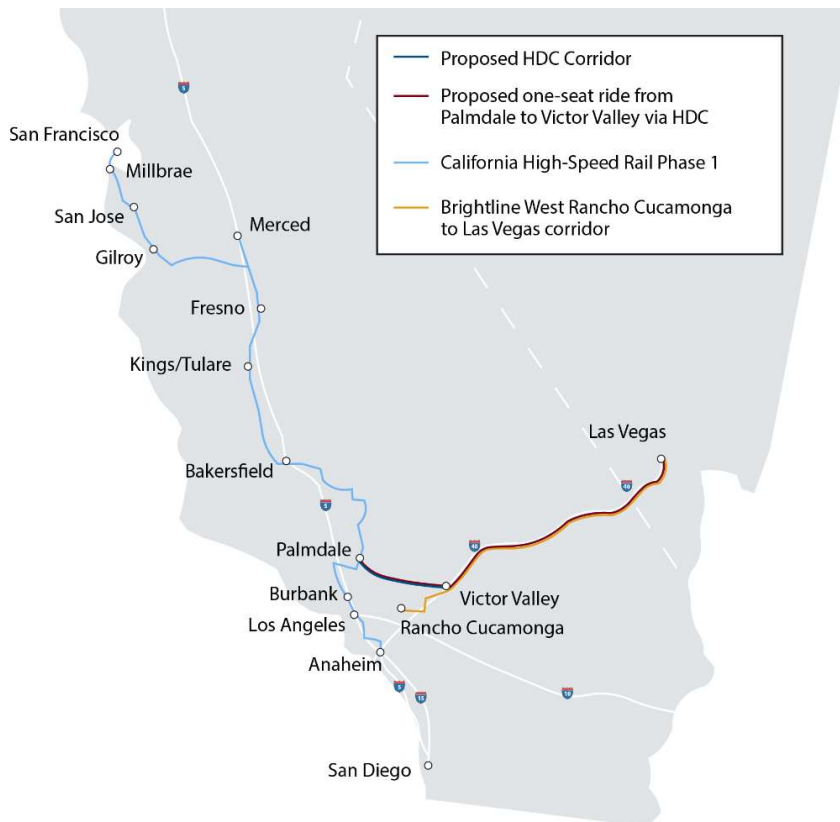 Proposed HDC Corridor
Proposed one-seat ride from
Palmdale to Victor Valley via HDC
California High-Speed Rail Phase 1
Brightline West Rancho Cucamonga
to Las Vegas corridor
5
San Francisco
Millbrae
San Jose
Merced
Gilroy
Fresno
Kings/Tulare
Las Vegas
Bakersfield
40
5
Palmdale
40
Burbank
Victor Valley
Los Angeles
Rancho Cucamonga
Anaheim
5
15
10
San Diego